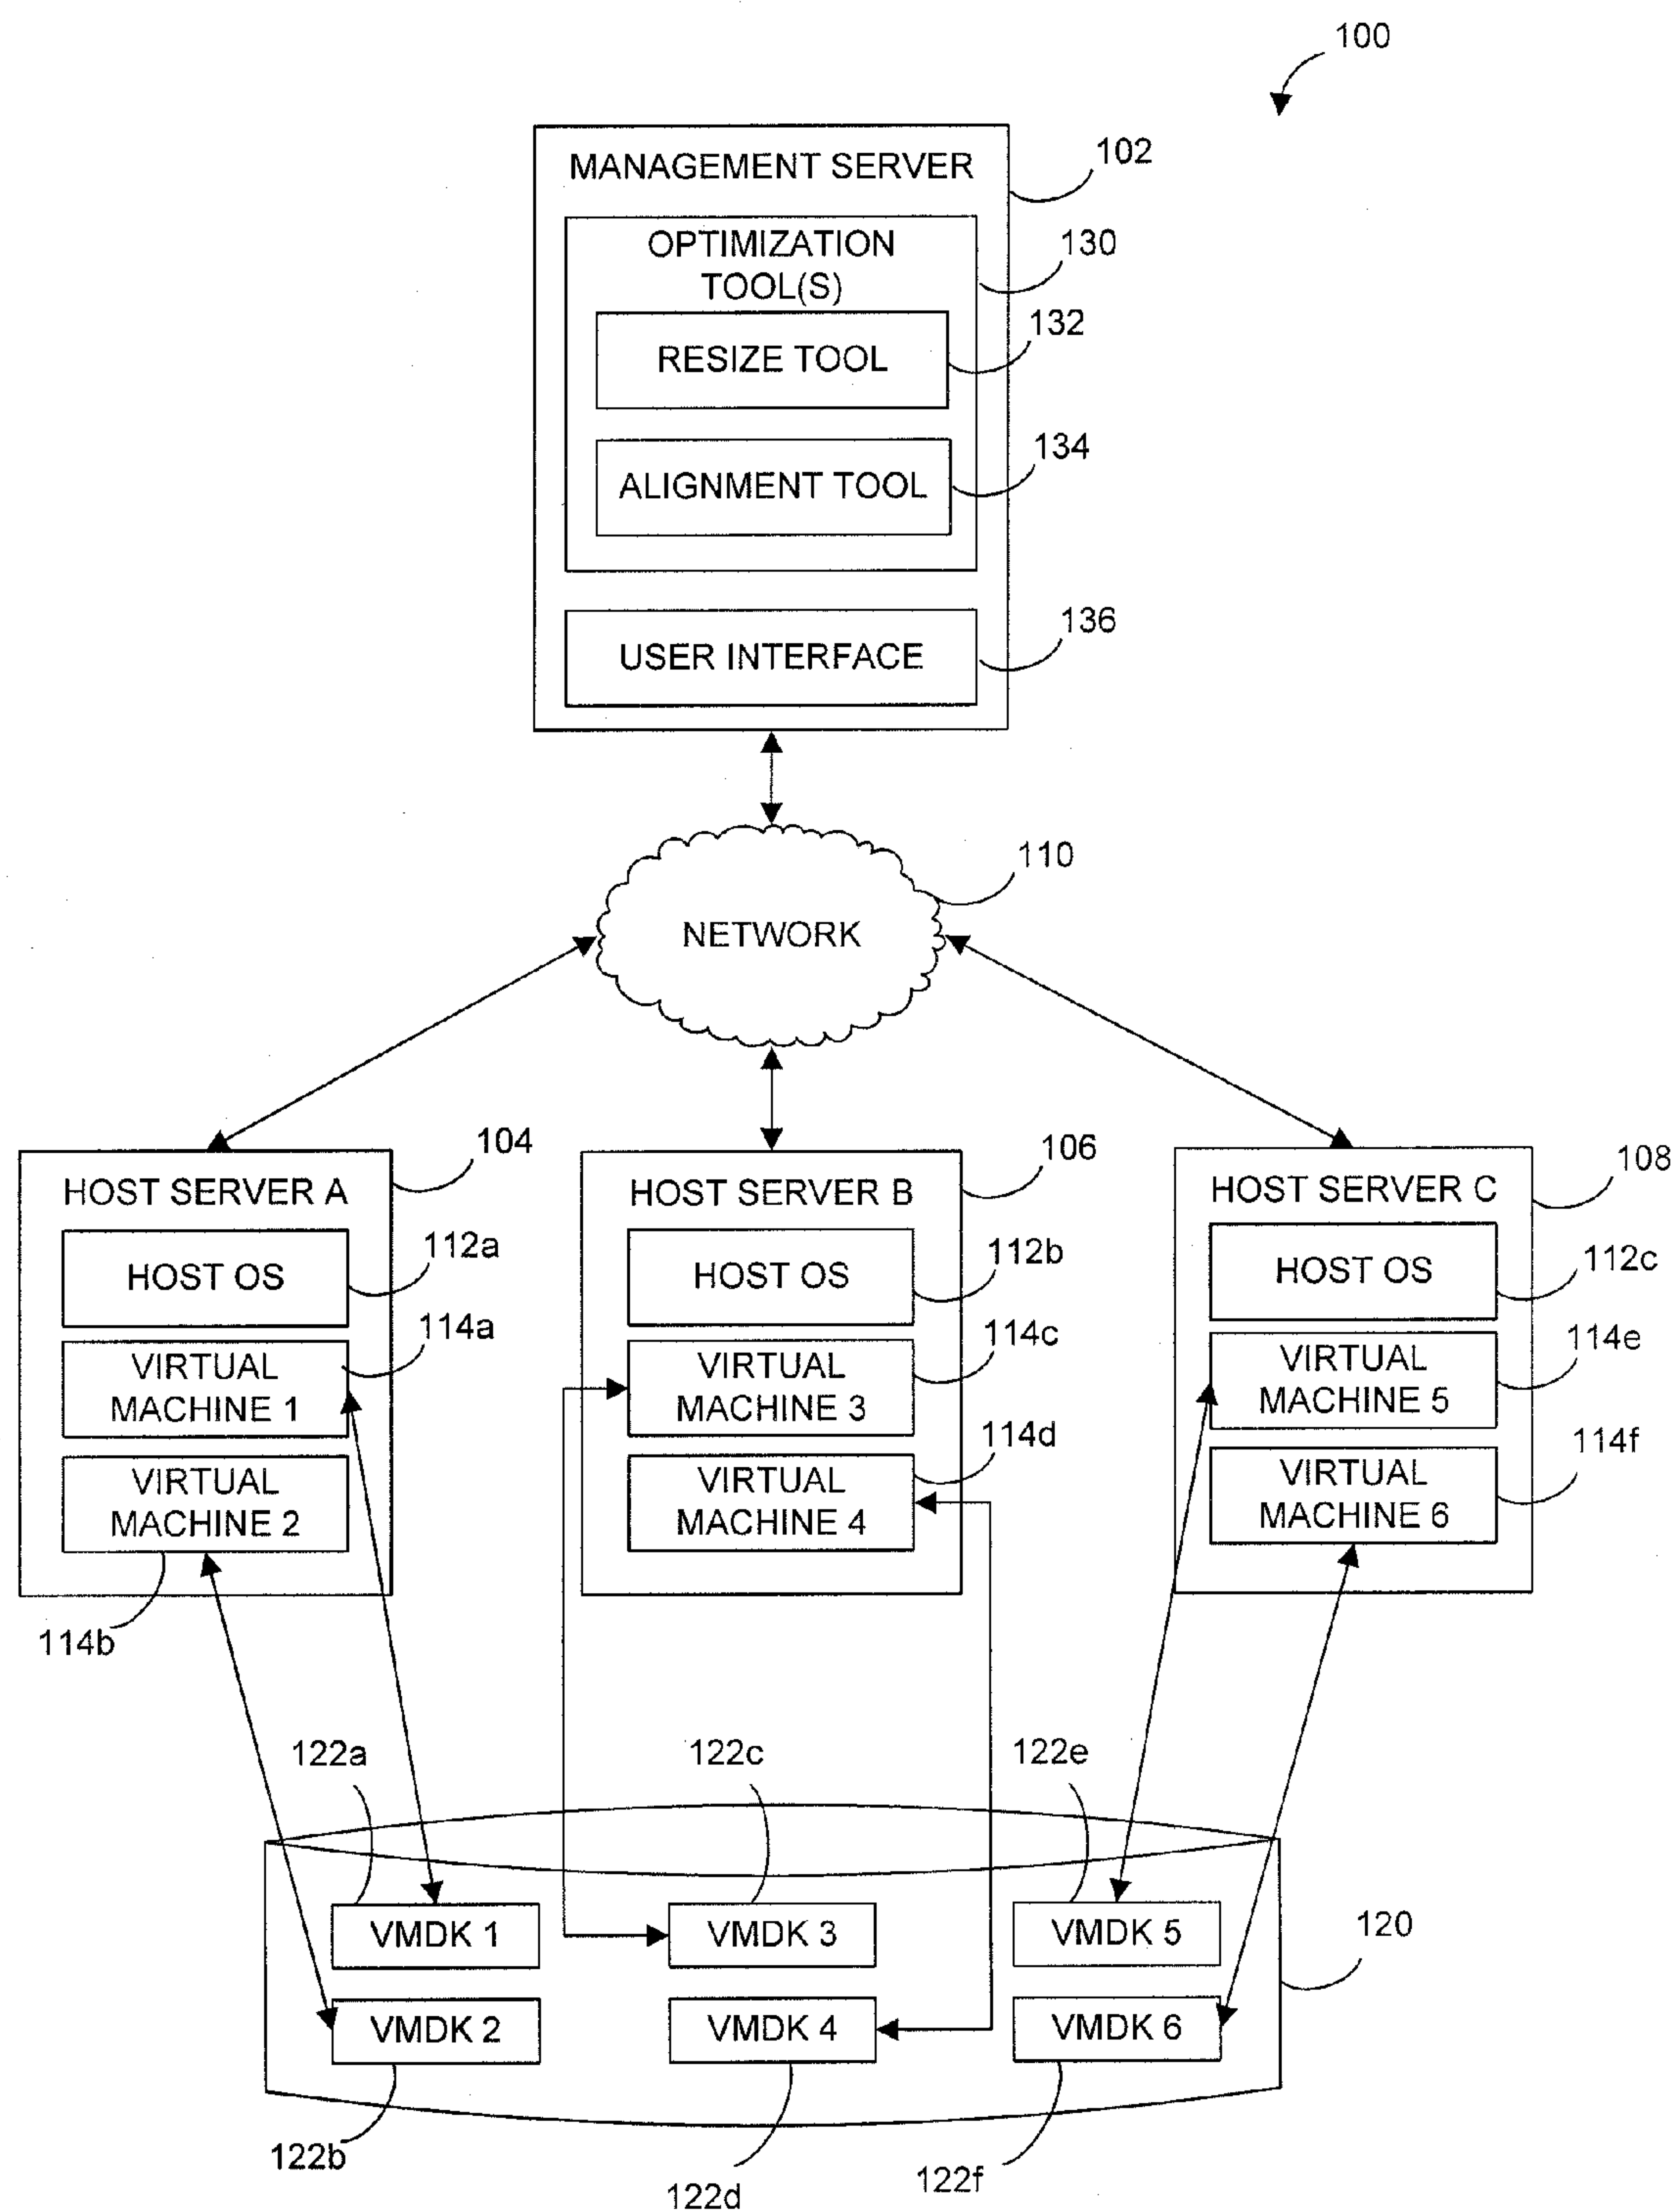 100
MANAGEMENT SERVER
102
OPTIMIZATION
TOOL(S)
130
RESIZE TOOL
132
ALIGNMENT TOOL
134
USER INTERFACE
136
NETWORK
110
HOST SERVER A
104
HOST OS
112a
VIRTUAL
MACHINE 1
114a
VIRTUAL
MACHINE 2
114b
HOST SERVER B
106
HOST OS
112b
VIRTUAL
MACHINE 3
114c
VIRTUAL
MACHINE 4
114d
HOST SERVER C
108
HOST OS
112c
VIRTUAL
MACHINE 5
114e
VIRTUAL
MACHINE 6
114f
122a
122c
122e
VMDK 1
VMDK 3
VMDK 5
120
VMDK 2
VMDK 4
VMDK 6
122b
122d
122f